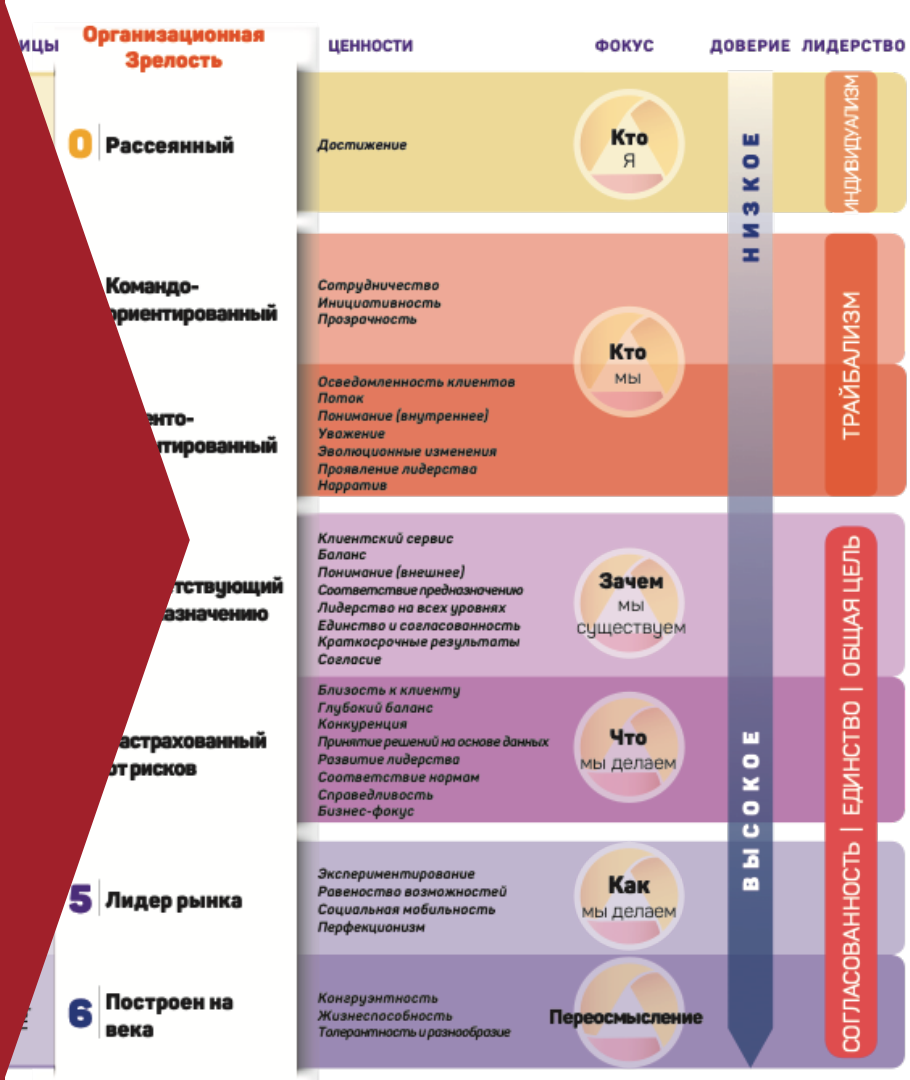 ИЦЫ
Организационная
Зрелость
ЦЕННОСТИ
ФОКУС
ДОВЕРИЕ
ЛИДЕРСТВО
0
Рассеянный
Достижение
Кто
Я
НИЗКОЕ
ИНДИВИДУАЛИЗМ
Командо-
ориентированный
Сотрудничество
Инициативность
Прозрачность
Кто
мы
ТРАЙБАЛИЗМ
енто-
нтированный
Осведомленность клиентов
Поток
Понимание (внутреннее)
Уважение
Эволюционные изменения
Проявление лидерства
Нарратив
тствующий
азначению
Клиентский сервис
Баланс
Понимание (внешнее)
Соответствие предназначению
Лидерство на всех уровнях
Единство и согласованность
Краткосрочные результаты
Согласие
Зачем
мы
существуем
СОГЛАСОВАННОСТЬ | ЕДИНСТВО | ОБЩАЯ ЦЕЛЬ
астрахованный
от рисков
Близость к клиенту
Глубокий баланс
Конкуренция
Принятие решений на основе данных
Развитие лидерства
Соответствие нормам
Справедливость
Бизнес-фокус
Что
мы делаем
ВЫСОКОЕ
5
Лидер рынка
Экспериментирование
Равеноство возможностей
Социальная мобильность
Перфекционизм
Как
мы делаем
6
Построен на
века
Конгруэнтность
Жизнеспособность
Толерантность и разнообразие
Переосмысление